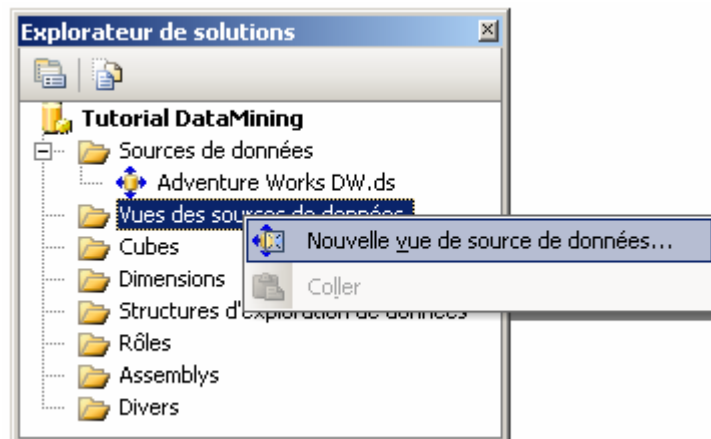 Explorateur de solutions
Tutorial DataMining
Sources de données
Adventure Works DW.ds
Vues des sources de données
Nouvelle vue de source de données...
Cubes
Dimensions
Coller
Structures d'exploration de données
Rôles
Assemblys
Divers